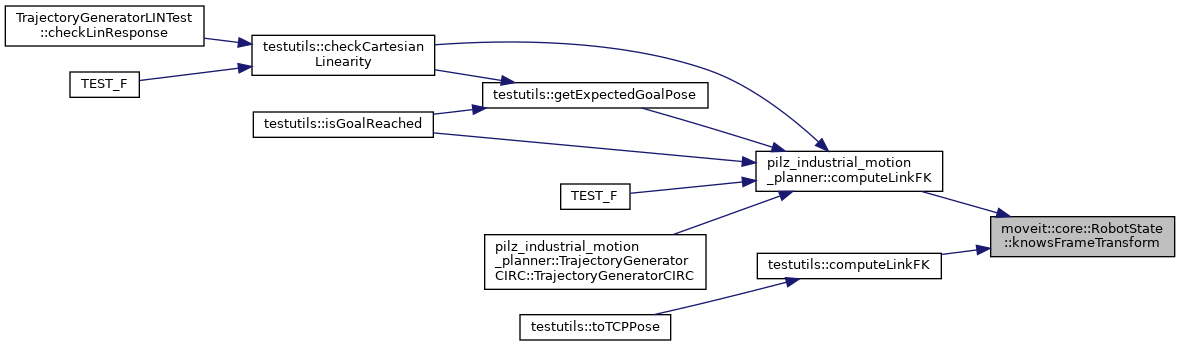 TrajectoryGeneratorLINTest
::checkLinResponse
testutils::checkCartesian
Linearity
TEST_F
testutils::getExpectedGoalPose
testutils::isGoalReached
pilz_industrial_motion
_planner::computeLinkFK
TEST_F
moveit::core::RobotState
::knowsFrameTransform
pilz_industrial_motion
_planner::TrajectoryGenerator
CIRC::TrajectoryGeneratorCIRC
testutils::computeLinkFK
testutils::toTCPPose